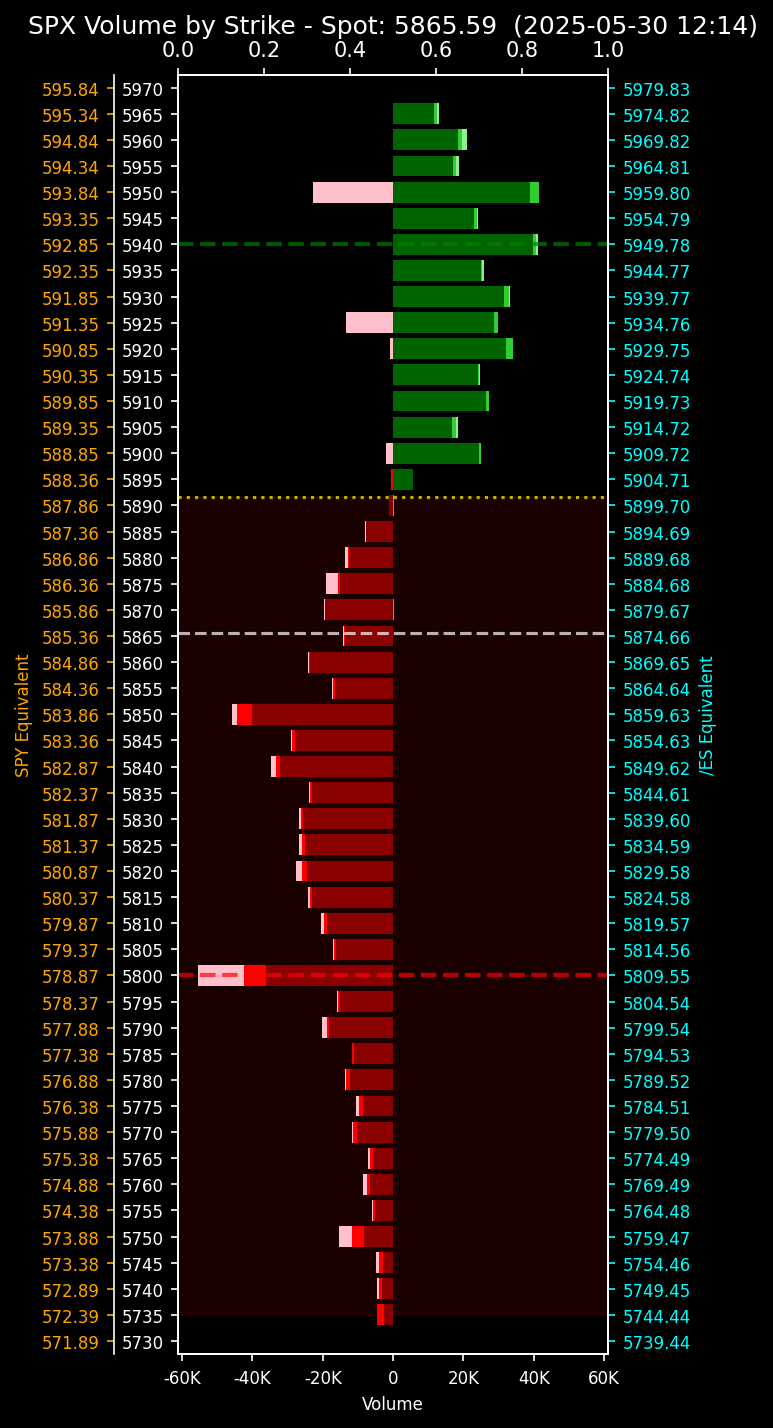 SPX Volume by Strike - Spot: 5865.59  (2025-05-30 12:14)
0.0 0.2 0.4 0.6 0.8 1.0
595.84 5970 5979.83
595.34 5965 5974.82
594.84 5960 5969.82
594.34 5955 5964.81
593.84 5950 5959.80
593.35 5945 5954.79
592.85 5940 5949.78
592.35 5935 5944.77
591.85 5930 5939.77
591.35 5925 5934.76
590.85 5920 5929.75
590.35 5915 5924.74
589.85 5910 5919.73
589.35 5905 5914.72
588.85 5900 5909.72
588.36 5895 5904.71
587.86 5890 5899.70
587.36 5885 5894.69
586.86 5880 5889.68
586.36 5875 5884.68
585.86 5870 5879.67
585.36 5865 5874.66
584.86 5860 5869.65
584.36 5855 5864.64
583.86 5850 5859.63
583.36 5845 5854.63
582.87 5840 5849.62
582.37 5835 5844.61
581.87 5830 5839.60
581.37 5825 5834.59
580.87 5820 5829.58
580.37 5815 5824.58
579.87 5810 5819.57
579.37 5805 5814.56
578.87 5800 5809.55
578.37 5795 5804.54
577.88 5790 5799.54
577.38 5785 5794.53
576.88 5780 5789.52
576.38 5775 5784.51
575.88 5770 5779.50
575.38 5765 5774.49
574.88 5760 5769.49
574.38 5755 5764.48
573.88 5750 5759.47
573.38 5745 5754.46
572.89 5740 5749.45
572.39 5735 5744.44
571.89 5730 5739.44
SPY Equivalent
/ES Equivalent
-60K -40K -20K 0 20K 40K 60K
Volume